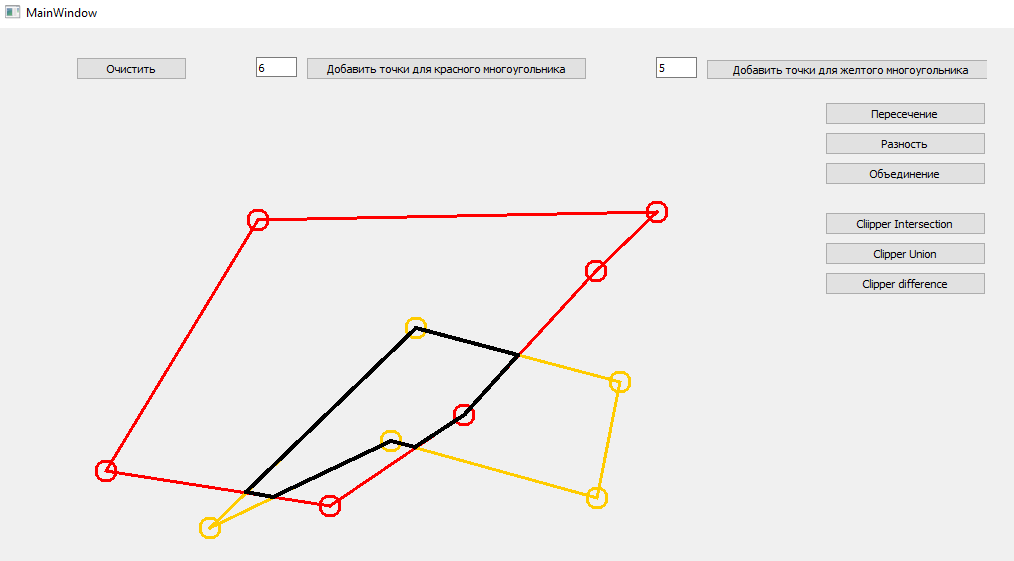 MainWindow
Очистить
6
Добавить точки для красного многоугольника
5
Добавить точки для желтого многоугольника
Пересечение
Разность
Объединение
Cliipper Intersection
Clipper Union
Clipper difference